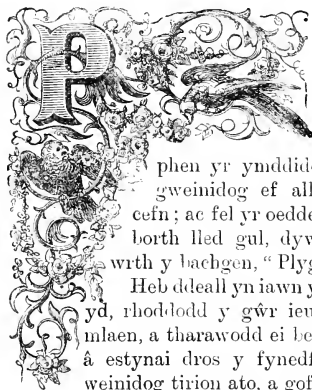 P
phen yr ymddid
gweinidog ef all
cefn; ac fel yr oedde
borth lled gul, dyw
wrth y bachgen, “ Plyg
Heb ddeall yn iawn y
yd, rhoddodd y gŵr ieu
mlaen, a tharawodd ei be
â estynai dros y fynedf
weinidog tirion ato, a gof